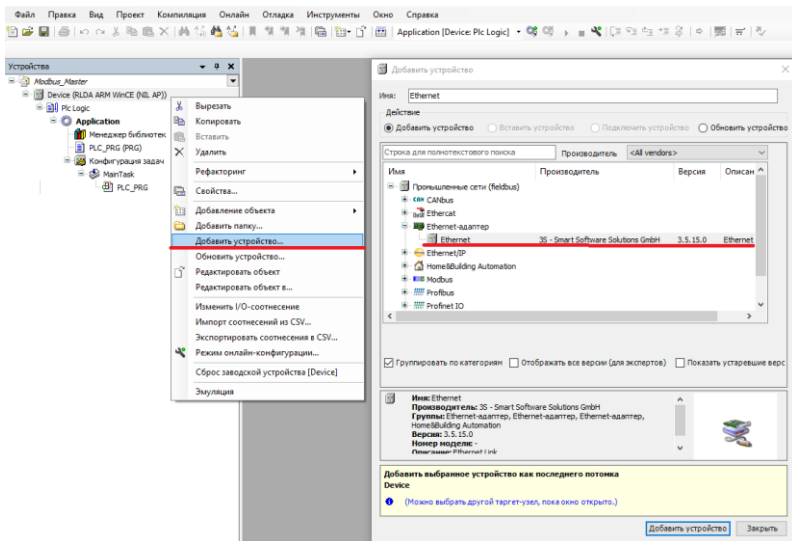 Файл Правка Вид Проект Компиляция Онлайн Отладка Инструменты Окно Справка
Application [Device: Plc Logic]
Устройства
Modbus_Master
Device (RLDA ARM WinCE (NIL AP))
Plc Logic
Application
Менеджер библиотек
PLC_PRG (PRG)
Конфигурация задач
MainTask
PLC_PRG
Вырезать
Копировать
Вставить
Удалить
Рефакторинг
Свойства...
Добавление объекта
Добавить папку...
Добавить устройство...
Обновить устройство...
Редактировать объект
Редактировать объект в...
Изменить I/O-соотнесение
Импорт соотнесений из CSV...
Экспортировать соотнесения в CSV...
Режим онлайн-конфигурации...
Сброс заводской устройства [Device]
Эмуляция
Добавить устройство
Имя: Ethernet
Действие
Добавить устройство Вставить устройство Подключить устройство Обновить устройство
Строка для полнотекстового поиска Производитель <All vendors>
Имя Производитель Версия Описан
Промышленные сети (fieldbus)
CAN CANbus
Ethercat
Ethernet-адаптер
Ethernet 3S - Smart Software Solutions GmbH 3.5.15.0 Ethernet
Ethernet/IP
Home&Building Automation
Modbus
Profibus
Profinet IO
Группировать по категориям Отображать все версии (для экспертов) Показать устаревшие верс
Имя: Ethernet
Производитель: 3S - Smart Software Solutions GmbH
Группы: Ethernet-адаптер, Ethernet-адаптер, Ethernet-адаптер,
Home&Building Automation
Версия: 3.5.15.0
Номер модели: -
Описание: Ethernet Link
Добавить выбранное устройство как последнего потомка
Device
(Можно выбрать другой таргет-узел, пока окно открыто.)
Добавить устройство Закрыть